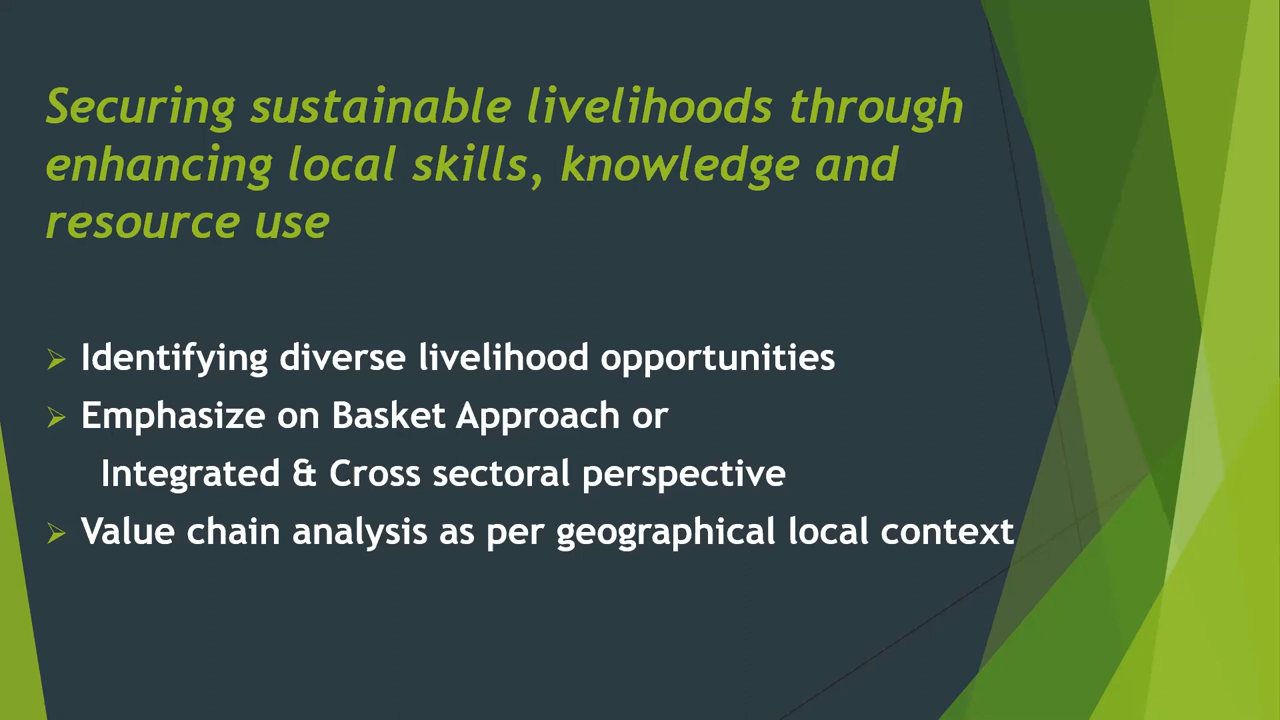 Securing sustainable livelihoods through
enhancing local skills, knowledge and
resource use
Identifying diverse livelihood opportunities
Emphasize on Basket Approach or
Integrated & Cross sectoral perspective
Value chain analysis as per geographical local context